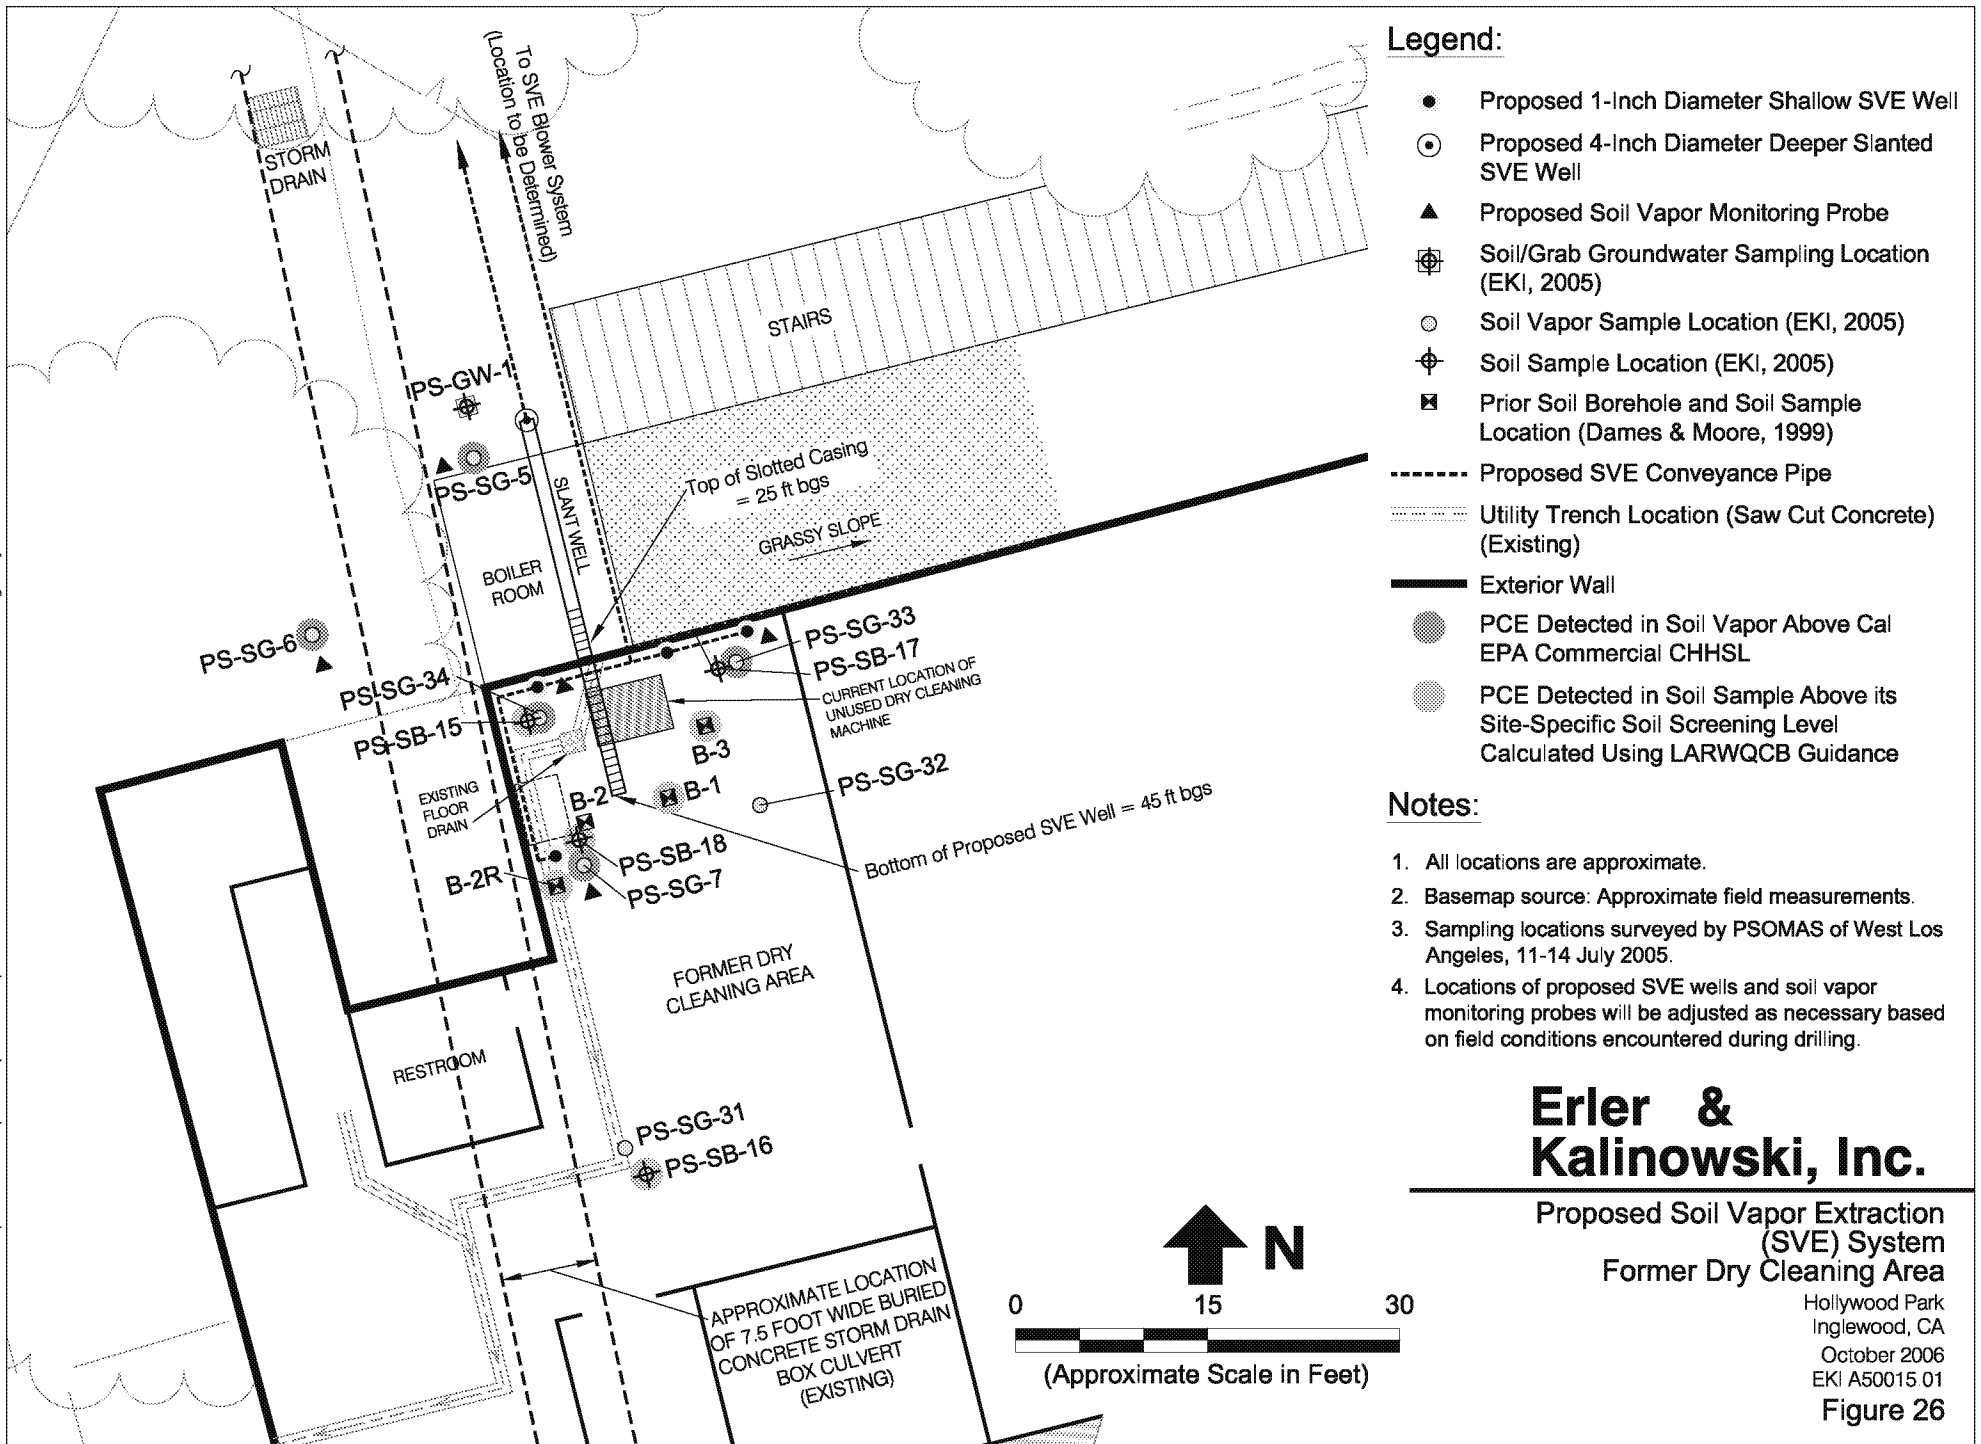 To SVE Blower System
(Location to be Determined)
STORM
DRAIN
STAIRS
PS-GW-1
PS-SG-5
SLANT WELL
Top of Slotted Casing
= 25 ft bgs
GRASSY SLOPE
BOILER
ROOM
PS-SG-6
PS-SG-33
PS-SB-17
PS-SG-34
PS-SB-15
CURRENT LOCATION OF
UNUSED DRY CLEANING
MACHINE
B-3
PS-SG-32
EXISTING
FLOOR
DRAIN
B-2
B-1
Bottom of Proposed SVE Well = 45 ft bgs
PS-SB-18
B-2R
PS-SG-7
FORMER DRY
CLEANING AREA
RESTROOM
PS-SG-31
PS-SB-16
APPROXIMATE LOCATION
OF 7.5 FOOT WIDE BURIED
CONCRETE STORM DRAIN
BOX CULVERT
(EXISTING)
N
0 15 30
(Approximate Scale in Feet)
Legend:
Proposed 1-Inch Diameter Shallow SVE Well
Proposed 4-Inch Diameter Deeper Slanted
SVE Well
Proposed Soil Vapor Monitoring Probe
Soil/Grab Groundwater Sampling Location
(EKI, 2005)
Soil Vapor Sample Location (EKI, 2005)
Soil Sample Location (EKI, 2005)
Prior Soil Borehole and Soil Sample
Location (Dames & Moore, 1999)
Proposed SVE Conveyance Pipe
Utility Trench Location (Saw Cut Concrete)
(Existing)
Exterior Wall
PCE Detected in Soil Vapor Above Cal
EPA Commercial CHHSL
PCE Detected in Soil Sample Above its
Site-Specific Soil Screening Level
Calculated Using LARWQCB Guidance
Notes:
1. All locations are approximate.
2. Basemap source: Approximate field measurements.
3. Sampling locations surveyed by PSOMAS of West Los
Angeles, 11-14 July 2005.
4. Locations of proposed SVE wells and soil vapor
monitoring probes will be adjusted as necessary based
on field conditions encountered during drilling.
Erler &
Kalinowski, Inc.
Proposed Soil Vapor Extraction
(SVE) System
Former Dry Cleaning Area
Hollywood Park
Inglewood, CA
October 2006
EKI A50015.01
Figure 26